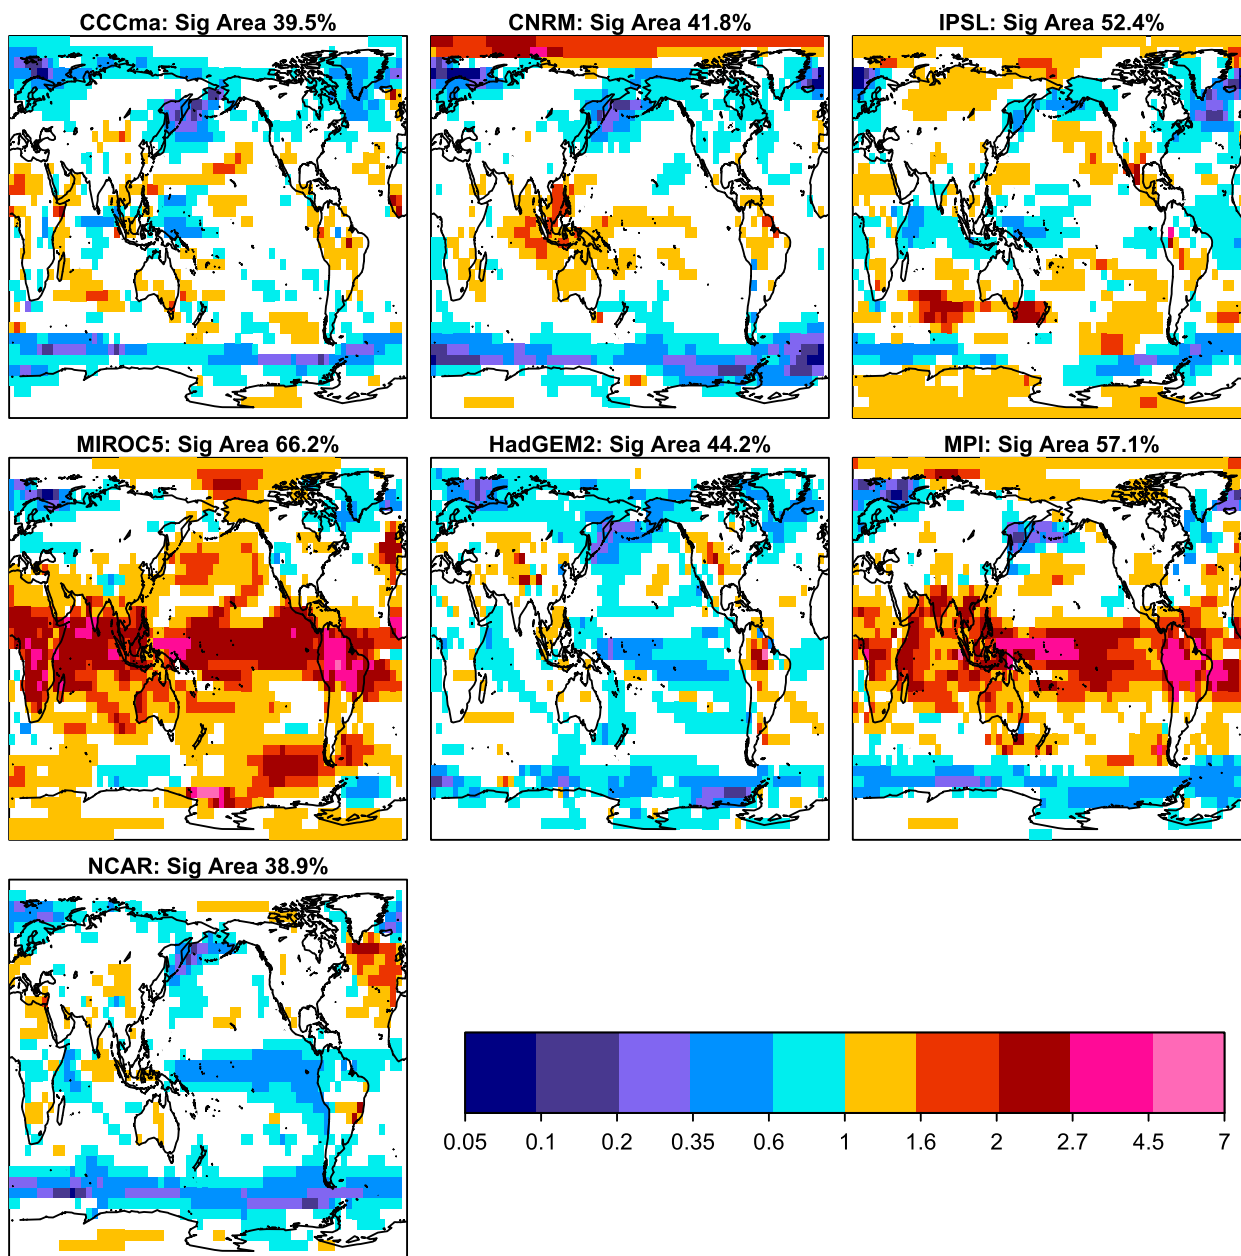 CCCma: Sig Area 39.5%
CNRM: Sig Area 41.8%
IPSL: Sig Area 52.4%
MIROC5: Sig Area 66.2%
HadGEM2: Sig Area 44.2%
MPI: Sig Area 57.1%
NCAR: Sig Area 38.9%
0.05 0.1 0.2 0.35 0.6 1 1.6 2 2.7 4.5 7